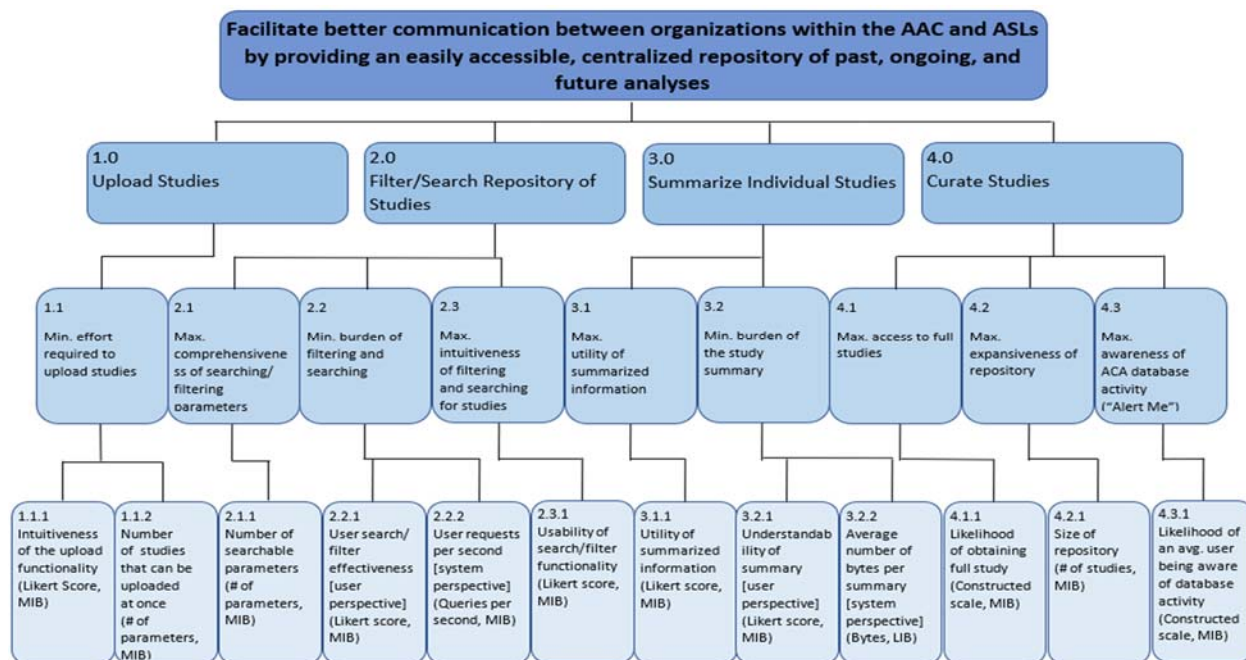 Facilitate better communication between organizations within the AAC and ASLs
by providing an easily accessible, centralized repository of past, ongoing, and
future analyses
1.0
Upload Studies
2.0
Filter/Search Repository of
Studies
3.0
Summarize Individual Studies
4.0
Curate Studies
1.1
Min. effort
required to
upload studies
2.1
Max.
comprehensivene
ss of searching/
filtering
parameters
2.2
Min. burden of
filtering and
searching
2.3
Max.
intuitiveness
of filtering
and searching
for studies
3.1
Max.
utility of
summarized
information
3.2
Min. burden of
the study
summary
4.1
Max. access to full
studies
4.2
Max.
expansiveness of
repository
4.3
Max.
awareness of
ACA database
activity
("Alert Me")
1.1.1
Intuitiveness
of the upload
functionality
(Likert Score,
MIB)
1.1.2
Number
of studies
that can be
uploaded
at once
(# of
parameters,
MIB)
2.1.1
Number of
searchable
parameters
(# of
parameters,
MIB)
2.2.1
User search/
filter
effectiveness
[user
perspective]
(Likert score,
MIB)
2.2.2
User requests
per second
[system
perspective]
(Queries per
second, MIB)
2.3.1
Usability of
search/filter
functionality
(Likert score,
MIB)
3.1.1
Utility of
summarized
information
(Likert score,
MIB)
3.2.1
Understandab
ility of
summary
[user
perspective]
(Likert score,
MIB)
3.2.2
Average
number of
bytes per
summary
[system
perspective]
(Bytes, LIB)
4.1.1
Likelihood
of obtaining
full study
(Constructed
scale, MIB)
4.2.1
Size of
repository
(# of studies,
MIB)
4.3.1
Likelihood of
an avg. user
being aware
of database
activity
(Constructed
scale, MIB)